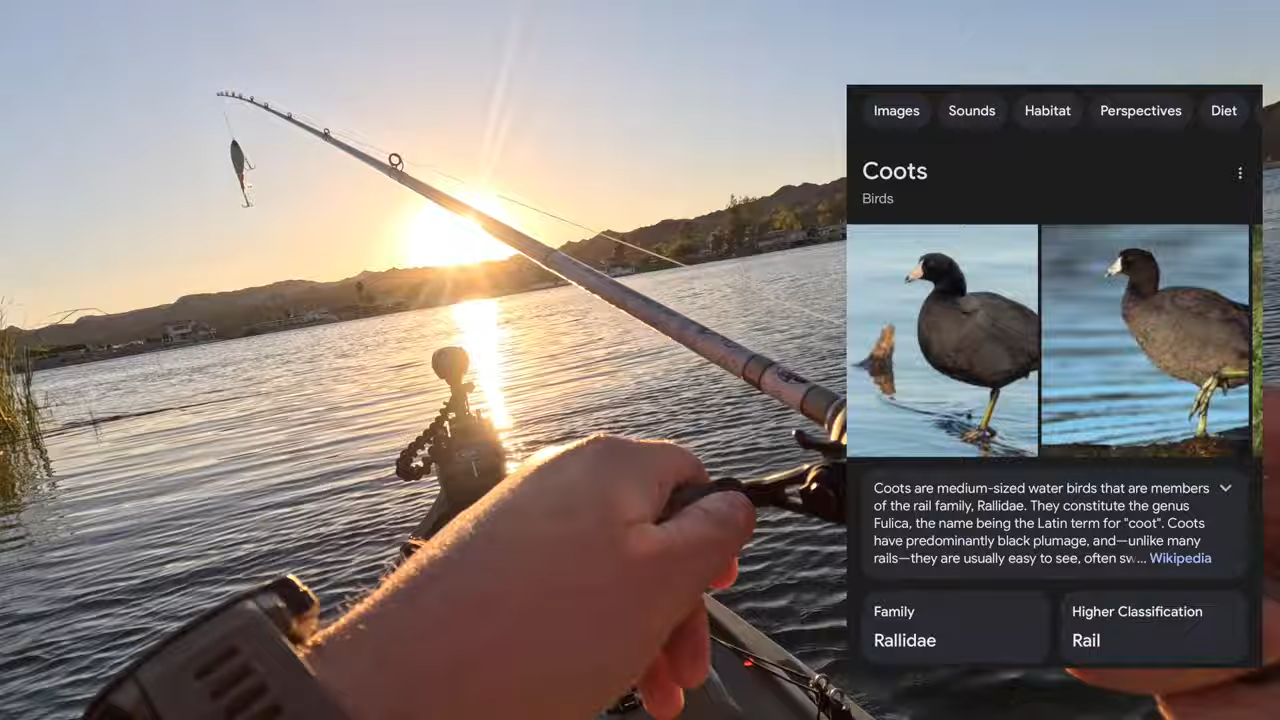 Images Sounds Habitat Perspectives Diet
Coots
Birds
Coots are medium-sized water birds that are members
of the rail family, Rallidae. They constitute the genus
Fulica, the name being the Latin term for "coot". Coots
have predominantly black plumage, and—unlike many
rails—they are usually easy to see, often sw... Wikipedia
Family
Rallidae
Higher Classification
Rail